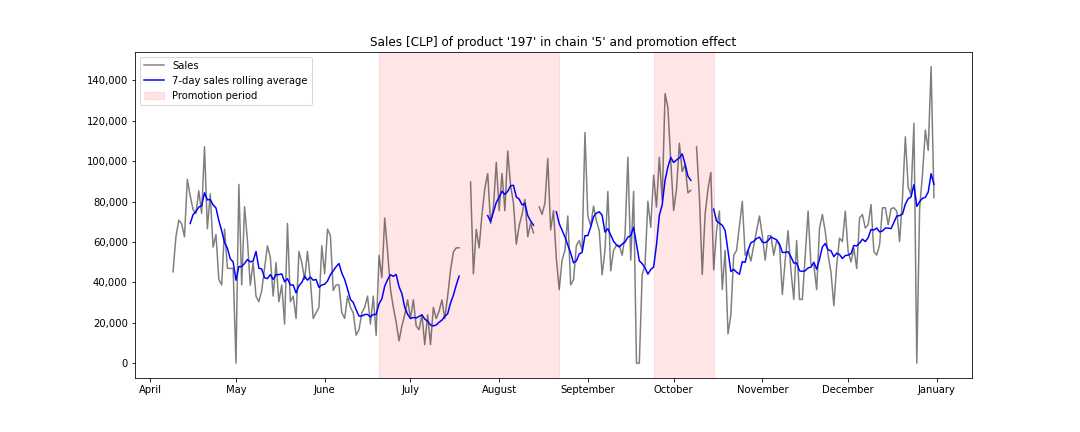 Sales [CLP] of product '197' in chain '5' and promotion effect
Sales
7-day sales rolling average
Promotion period
140,000
120,000
100,000
80,000
60,000
40,000
20,000
0
April May June July August September October November December January